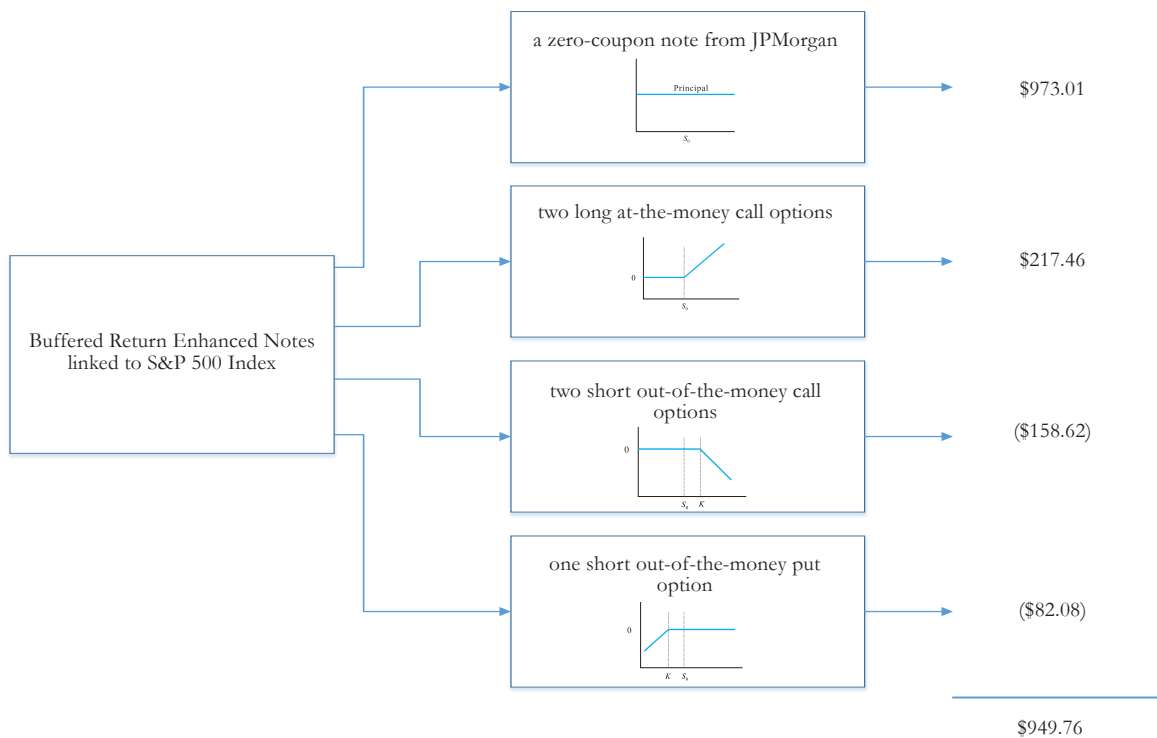 a zero-coupon note from JPMorgan
Principal
S₀
$973.01
two long at-the-money call options
0
S₀
$217.46
Buffered Return Enhanced Notes
linked to S&P 500 Index
two short out-of-the-money call
options
0
S₀ K
($158.62)
one short out-of-the-money put
option
0
K S₀
($82.08)
$949.76